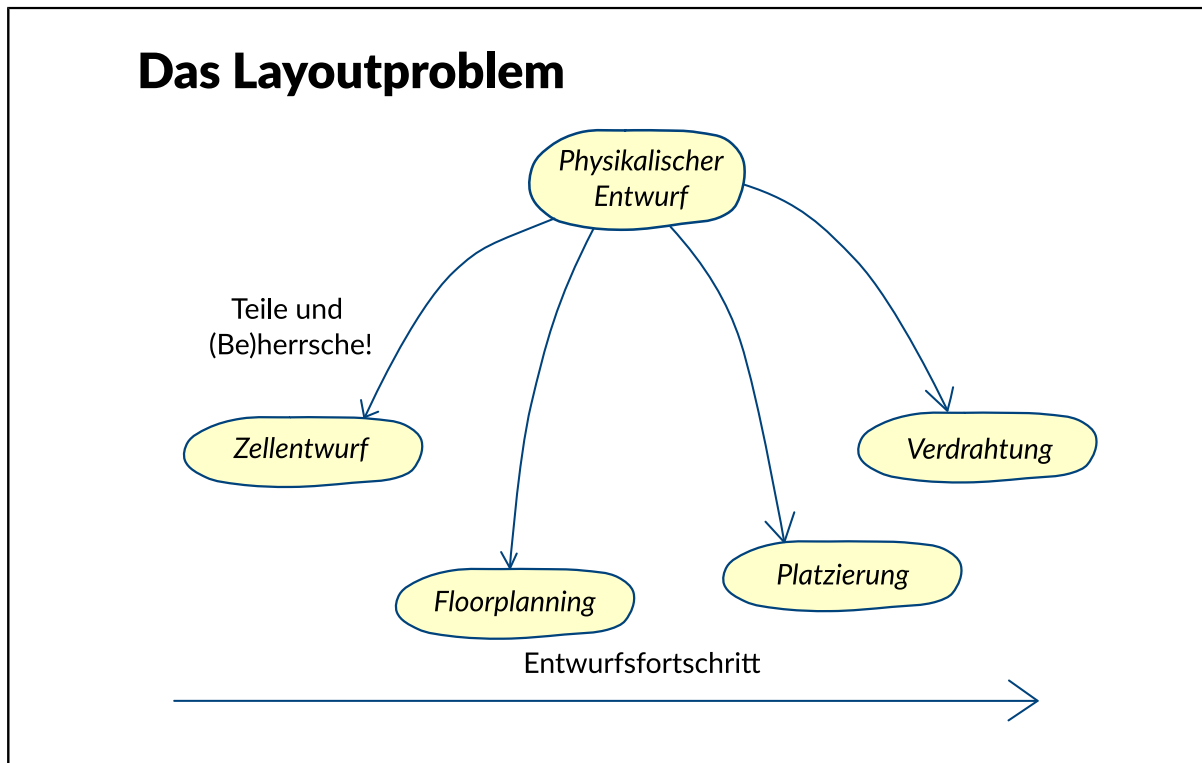 Das Layoutproblem
Physikalischer
Entwurf
Teile und
(Be)herrsche!
Zellentwurf
Verdrahtung
Floorplanning
Platzierung
Entwurfsfortschritt